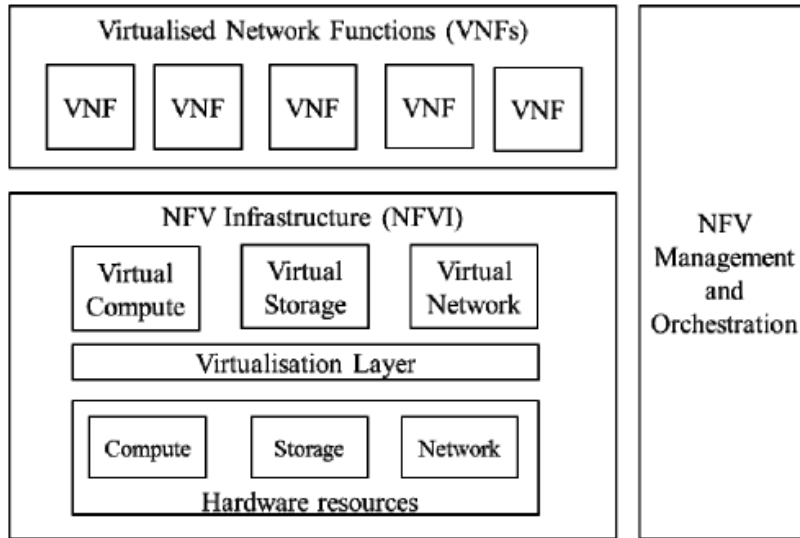 Virtualised Network Functions (VNFs)
VNF VNF VNF VNF VNF
NFV Infrastructure (NFVI)
Virtual
Compute
Virtual
Storage
Virtual
Network
Virtualisation Layer
Compute Storage Network
Hardware resources
NFV
Management
and
Orchestration